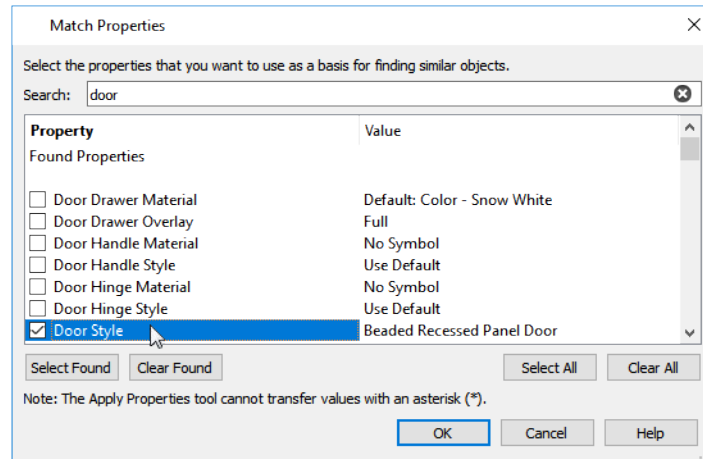 Match Properties
Select the properties that you want to use as a basis for finding similar objects.
Search: door
Property Value
Found Properties
Door Drawer Material Default: Color - Snow White
Door Drawer Overlay Full
Door Handle Material No Symbol
Door Handle Style Use Default
Door Hinge Material No Symbol
Door Hinge Style Use Default
Door Style Beaded Recessed Panel Door
Select Found Clear Found Select All Clear All
Note: The Apply Properties tool cannot transfer values with an asterisk (*).
OK Cancel Help